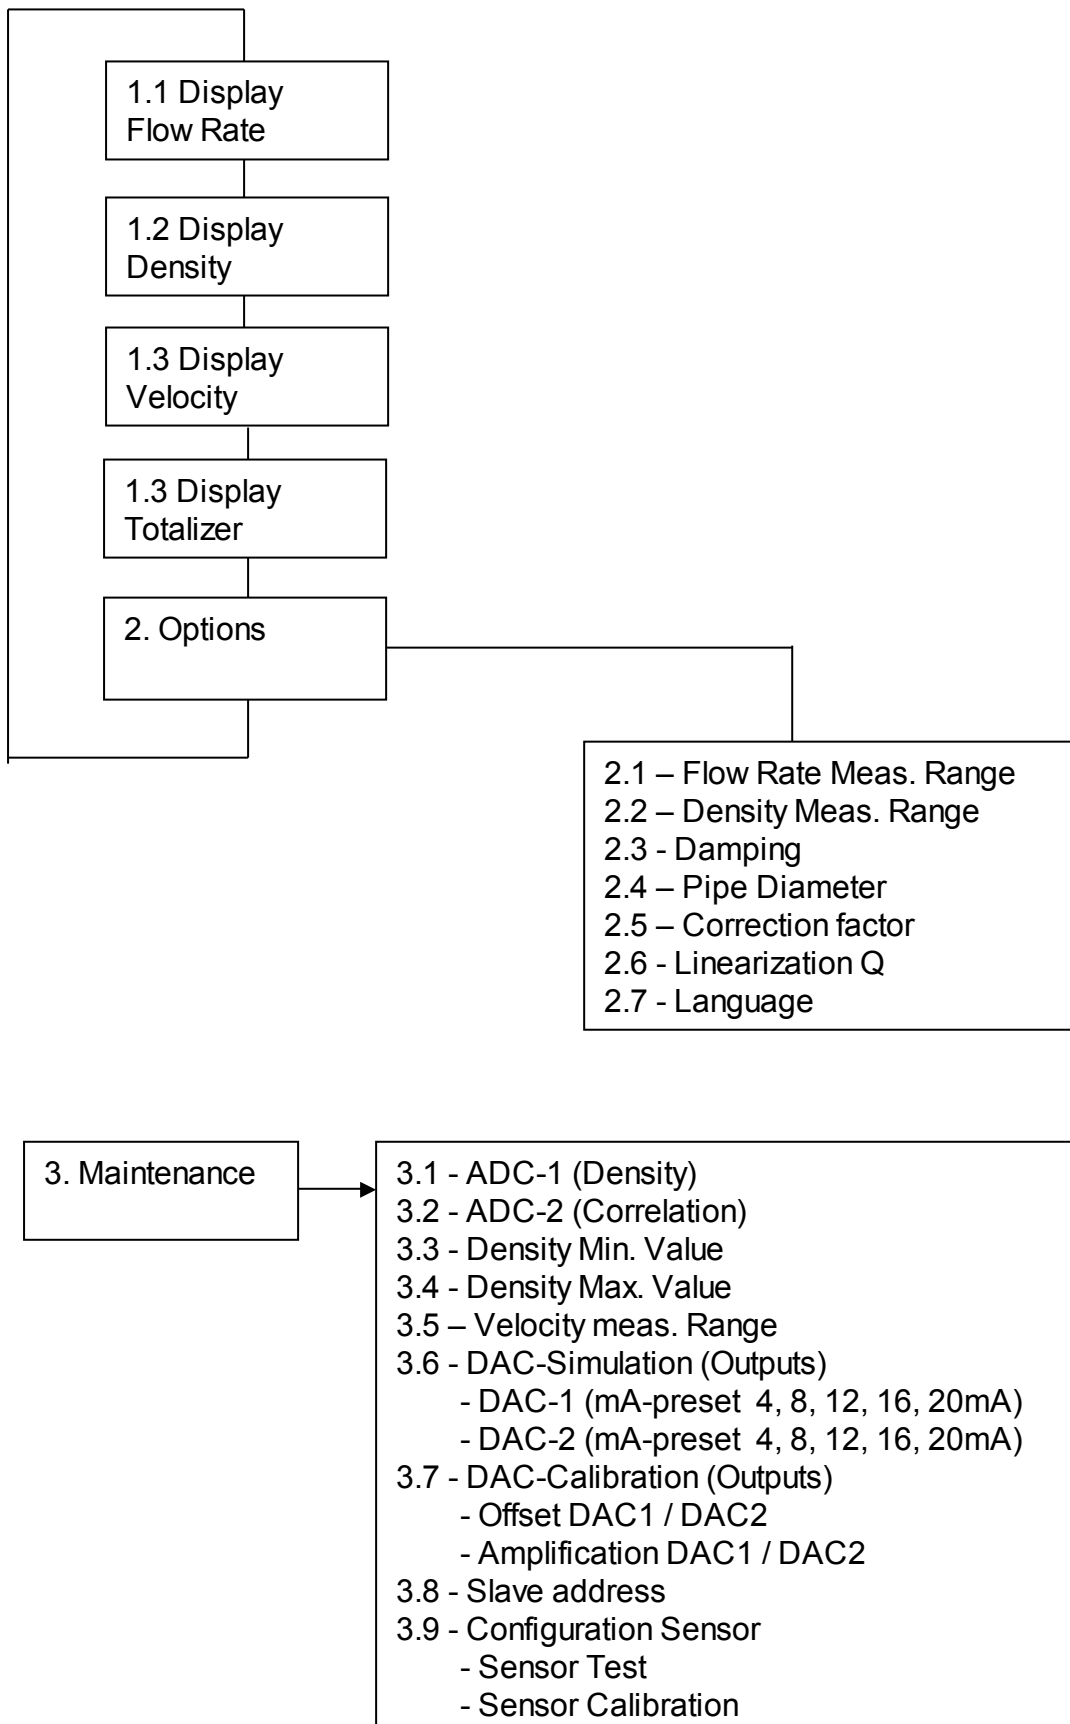 1.1 Display
Flow Rate
1.2 Display
Density
1.3 Display
Velocity
1.3 Display
Totalizer
2. Options
2.1 – Flow Rate Meas. Range
2.2 – Density Meas. Range
2.3 - Damping
2.4 – Pipe Diameter
2.5 – Correction factor
2.6 - Linearization Q
2.7 - Language
3. Maintenance
3.1 - ADC-1 (Density)
3.2 - ADC-2 (Correlation)
3.3 - Density Min. Value
3.4 - Density Max. Value
3.5 – Velocity meas. Range
3.6 - DAC-Simulation (Outputs)
- DAC-1 (mA-preset 4, 8, 12, 16, 20mA)
- DAC-2 (mA-preset 4, 8, 12, 16, 20mA)
3.7 - DAC-Calibration (Outputs)
- Offset DAC1 / DAC2
- Amplification DAC1 / DAC2
3.8 - Slave address
3.9 - Configuration Sensor
- Sensor Test
- Sensor Calibration